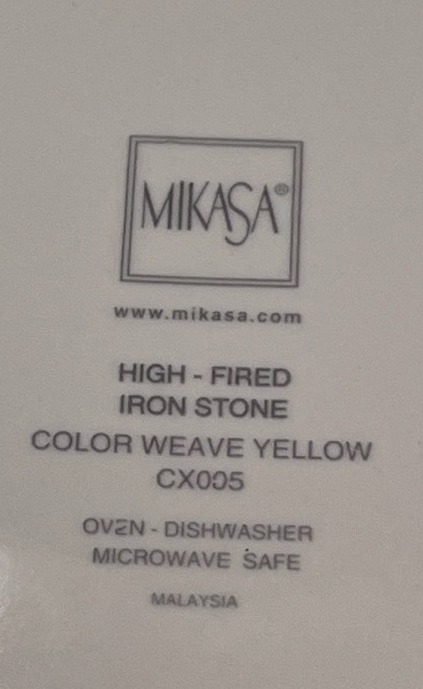 MIKASA®
www.mikasa.com
HIGH - FIRED
IRON STONE
COLOR WEAVE YELLOW
CX005
OVEN - DISHWASHER
MICROWAVE SAFE
MALAYSIA